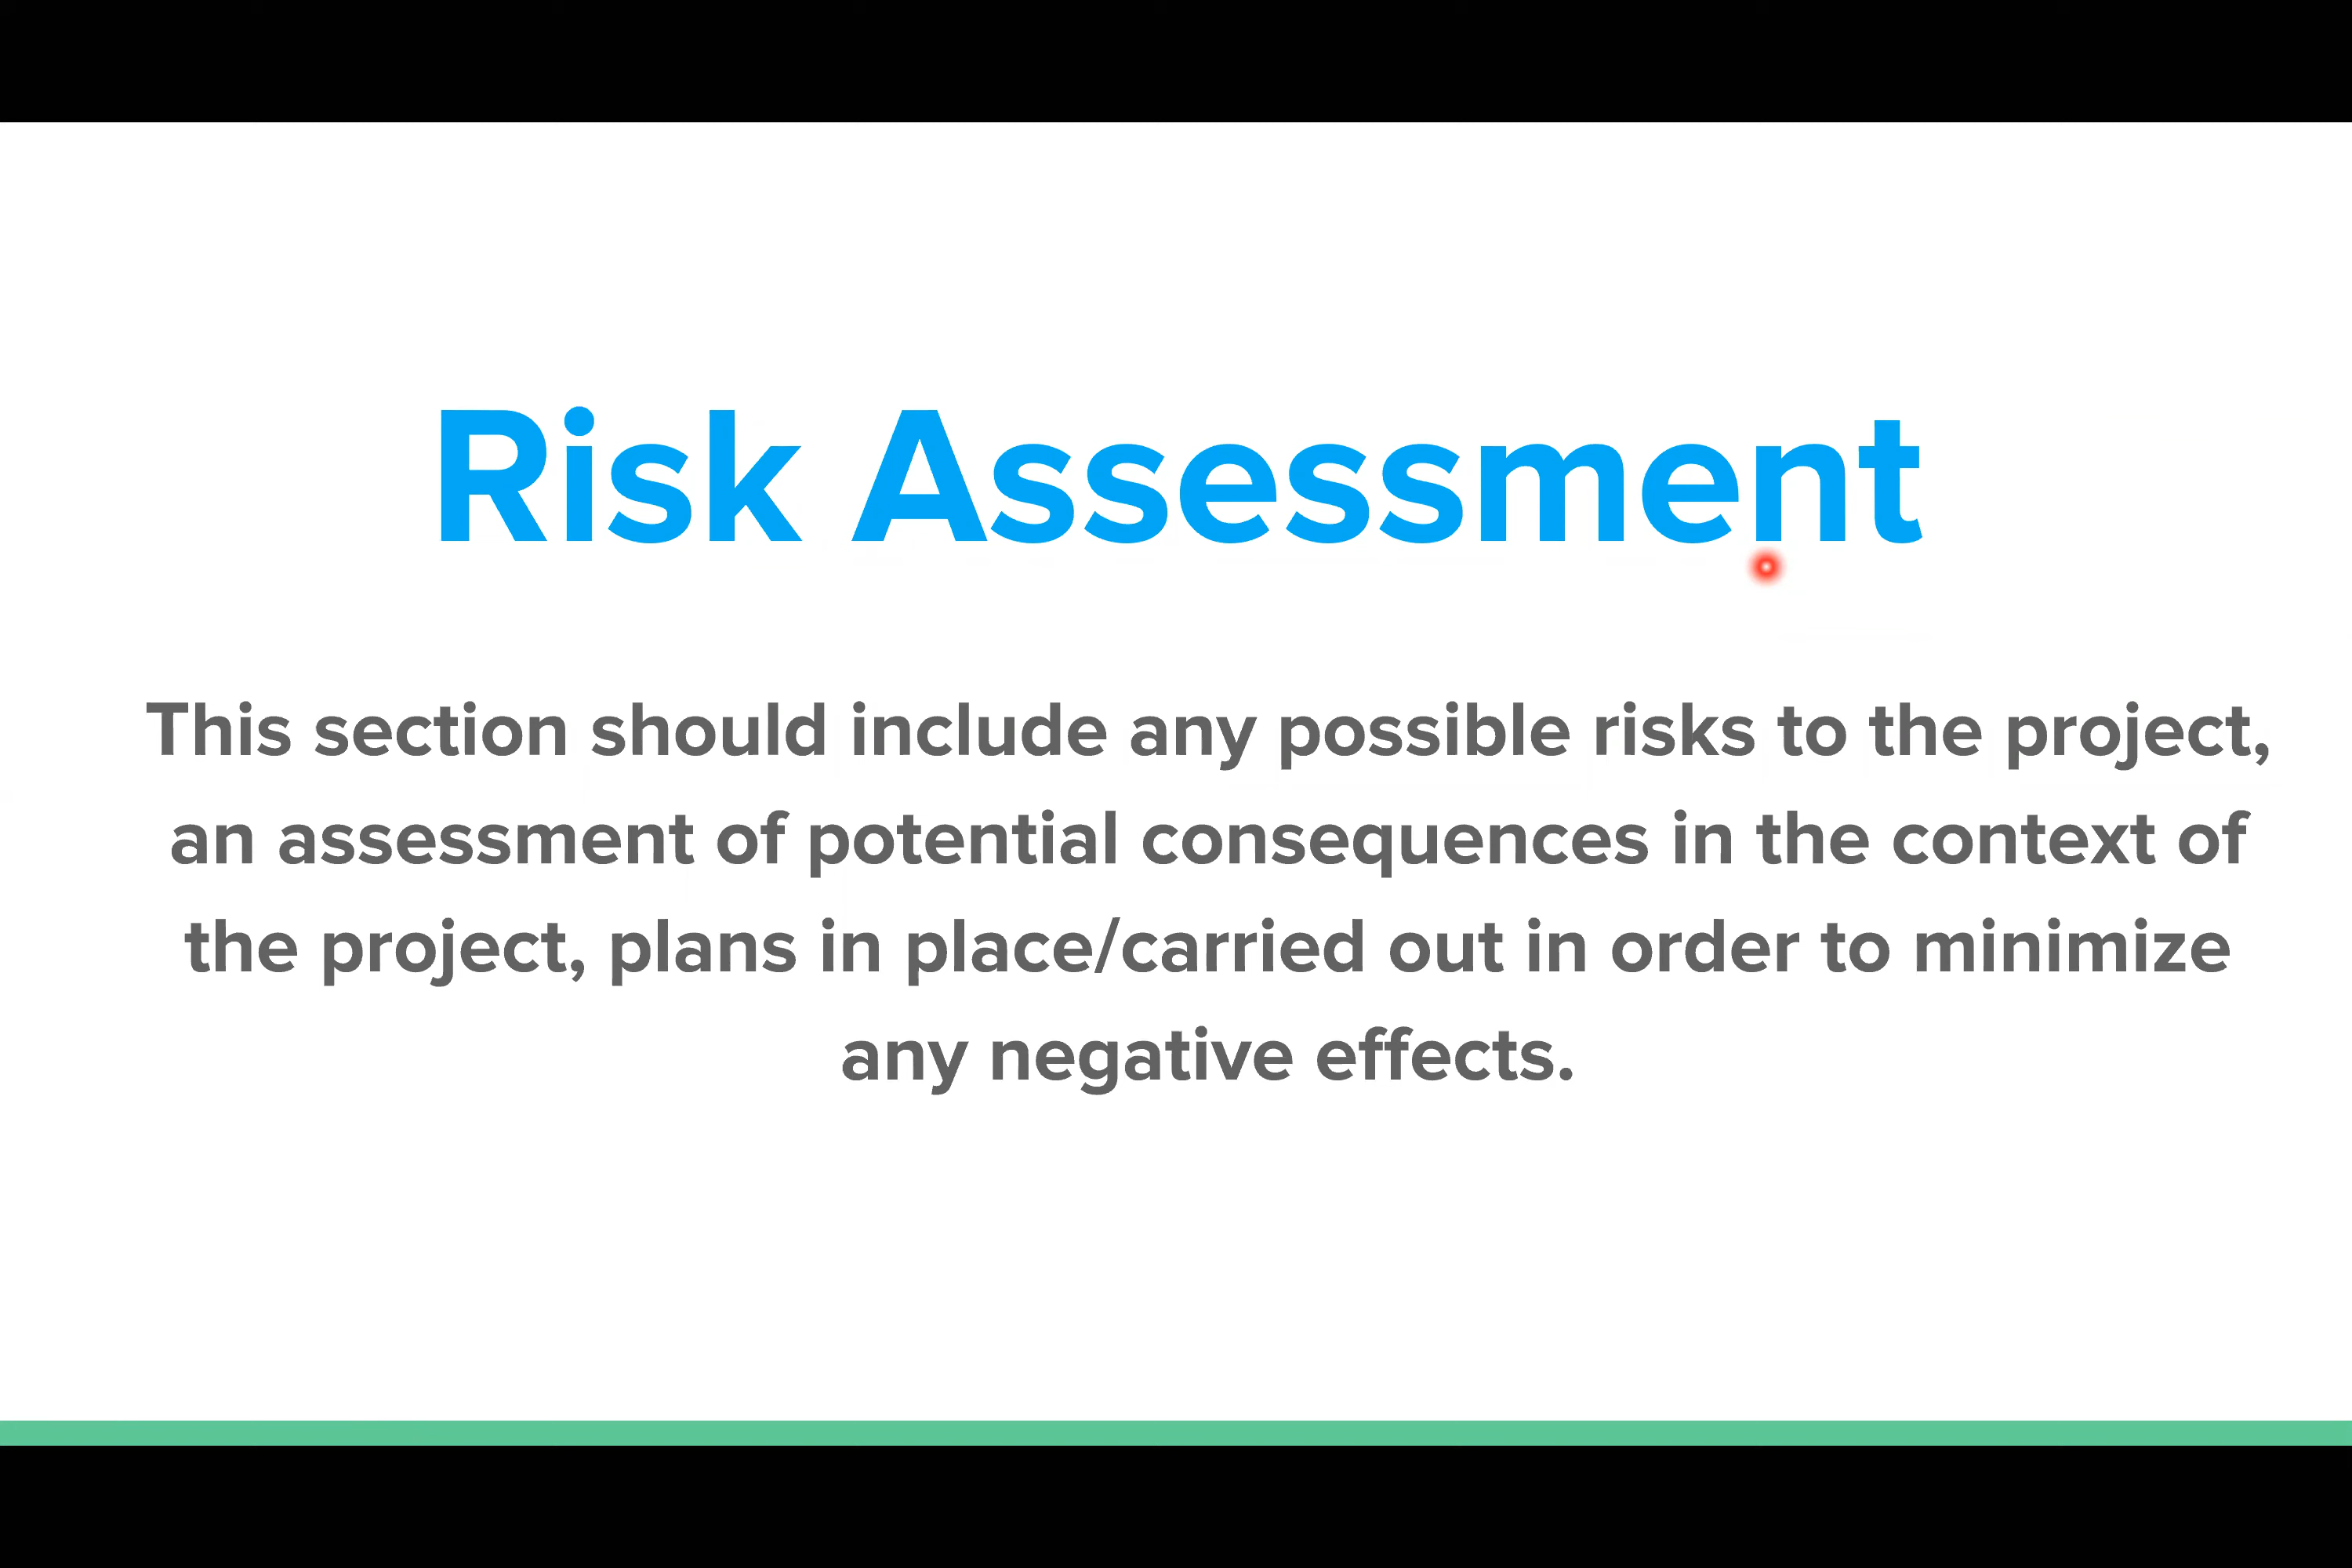 Risk Assessment
This section should include any possible risks to the project,
an assessment of potential consequences in the context of
the project, plans in place/carried out in order to minimize
any negative effects.